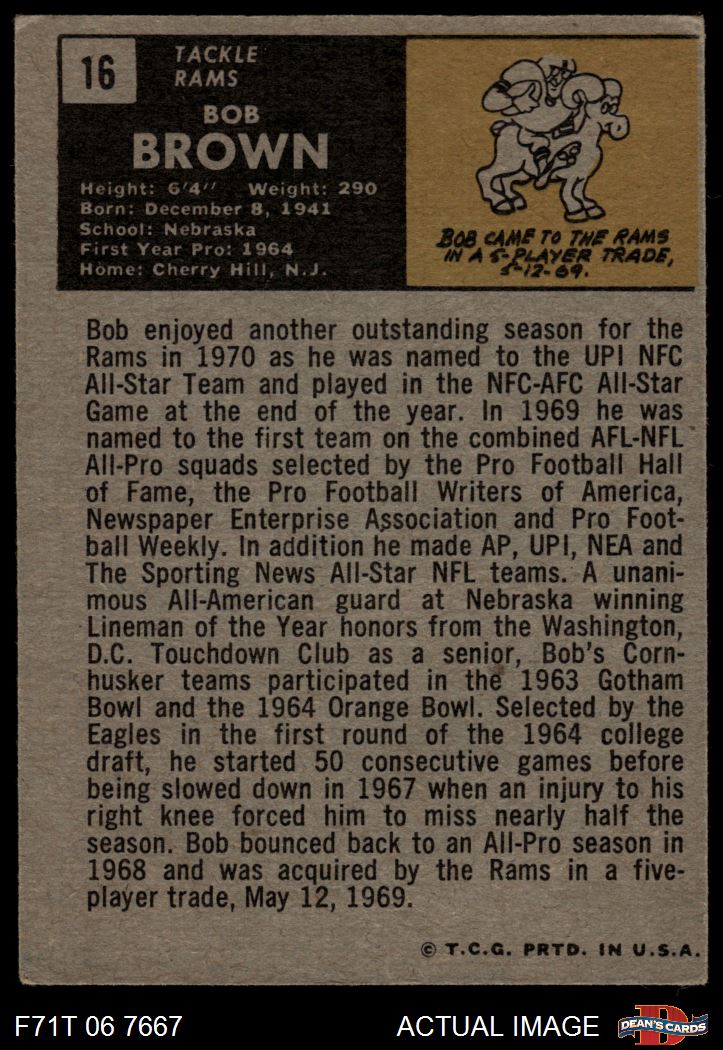 16
TACKLE
RAMS
BOB
BROWN
Height: 6'4" Weight: 290
Born: December 8, 1941
School: Nebraska
First Year Pro: 1964
Home: Cherry Hill, N.J.
BOB CAME TO THE RAMS
IN A 5-PLAYER TRADE,
5-12-69.
Bob enjoyed another outstanding season for the
Rams in 1970 as he was named to the UPI NFC
All-Star Team and played in the NFC-AFC All-Star
Game at the end of the year. In 1969 he was
named to the first team on the combined AFL-NFL
All-Pro squads selected by the Pro Football Hall
of Fame, the Pro Football Writers of America,
Newspaper Enterprise Association and Pro Foot-
ball Weekly. In addition he made AP, UPI, NEA and
The Sporting News All-Star NFL teams. A unani-
mous All-American guard at Nebraska winning
Lineman of the Year honors from the Washington,
D.C. Touchdown Club as a senior, Bob's Corn-
husker teams participated in the 1963 Gotham
Bowl and the 1964 Orange Bowl. Selected by the
Eagles in the first round of the 1964 college
draft, he started 50 consecutive games before
being slowed down in 1967 when an injury to his
right knee forced him to miss nearly half the
season. Bob bounced back to an All-Pro season in
1968 and was acquired by the Rams in a five-
player trade, May 12, 1969.
© T.C.G. PRTD. IN U.S.A.
F71T 06 7667 ACTUAL IMAGE D DEAN'S CARDS